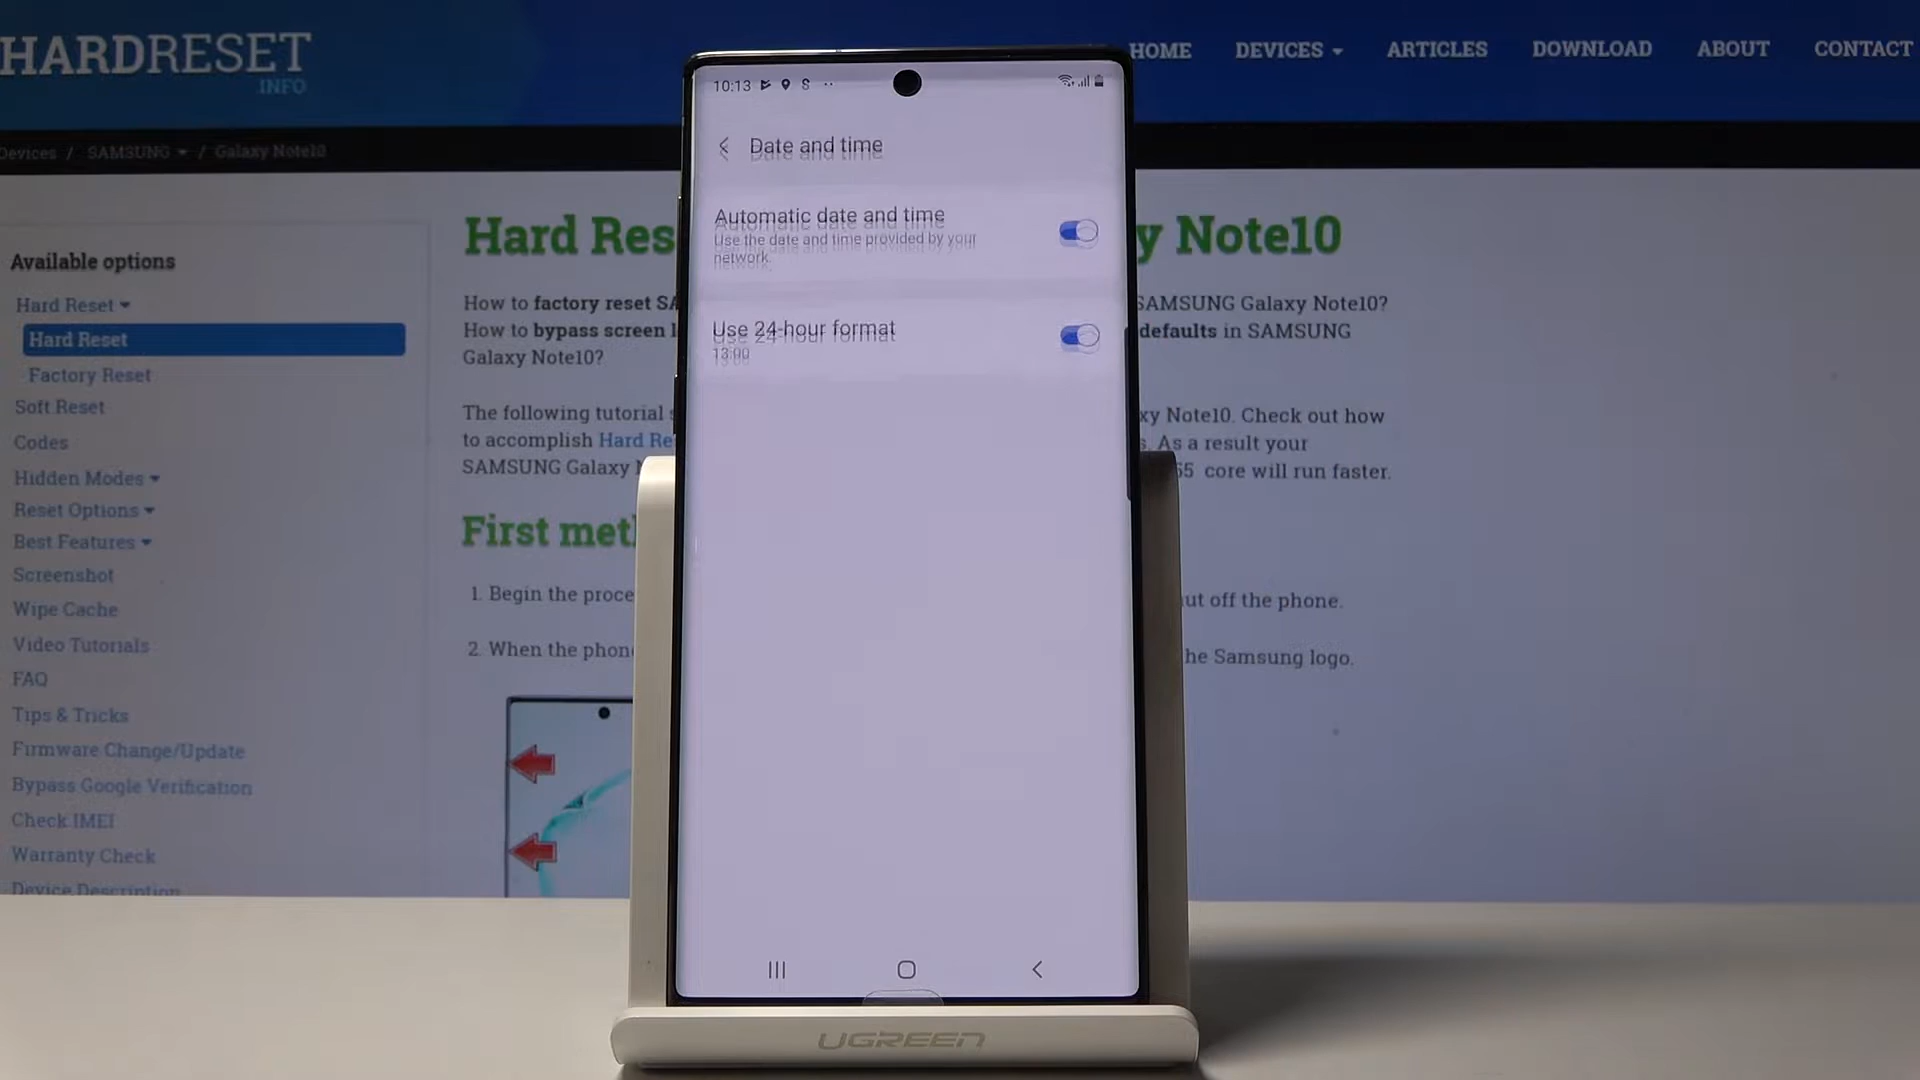 HARDRESET
.INFO
HOME DEVICES ARTICLES DOWNLOAD ABOUT CONTACT
Devices / SAMSUNG / Galaxy Note10
Available options
Hard Reset
Hard Reset
Factory Reset
Soft Reset
Codes
Hidden Modes
Reset Options
Best Features
Screenshot
Wipe Cache
Video Tutorials
FAQ
Tips & Tricks
Firmware Change/Update
Bypass Google Verification
Check IMEI
Warranty Check
Device Description
Hard Res
y Note10
How to factory reset SA
SAMSUNG Galaxy Note10?
How to bypass screen l
defaults in SAMSUNG
Galaxy Note10?
The following tutorial s
xy Note10. Check out how
to accomplish Hard Re
s. As a result your
SAMSUNG Galaxy N
55 core will run faster.
First met
1. Begin the proce
ut off the phone.
2. When the phon
he Samsung logo.
10:13
Date and time
Automatic date and time
Use the date and time provided by your
network.
Use 24-hour format
13:00
UGREEN